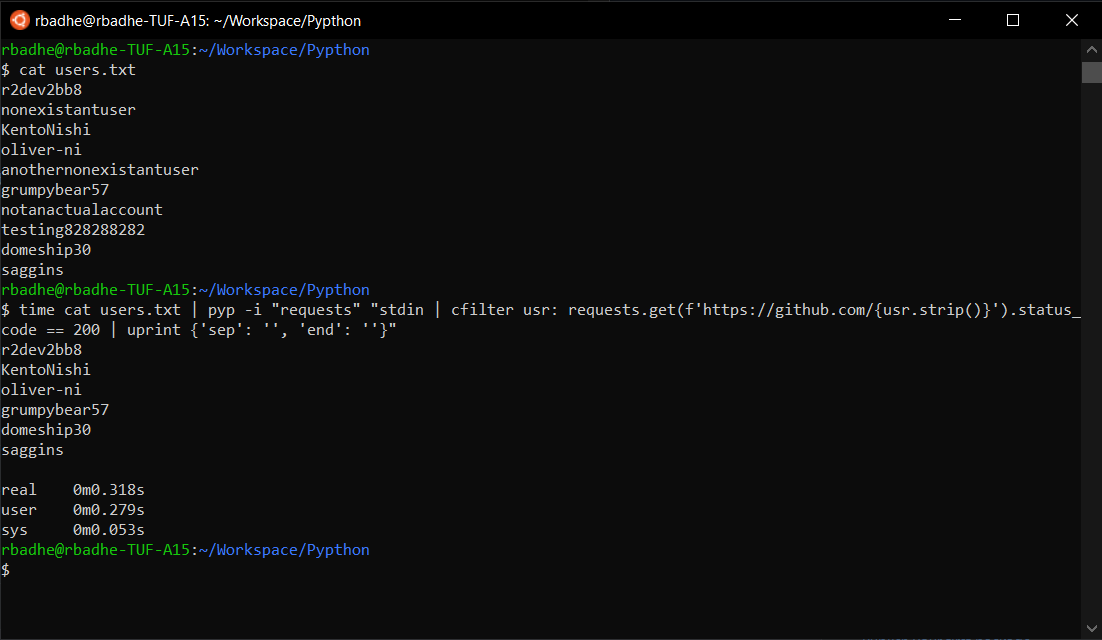 rbadhe@rbadhe-TUF-A15: ~/Workspace/Pypthon
rbadhe@rbadhe-TUF-A15:~/Workspace/Pypthon
$ cat users.txt
r2dev2bb8
nonexistantuser
KentoNishi
oliver-ni
anothernonexistantuser
grumpybear57
notanactualaccount
testing828288282
domeship30
saggins
rbadhe@rbadhe-TUF-A15:~/Workspace/Pypthon
$ time cat users.txt | pyp -i "requests" "stdin | cfilter usr: requests.get(f'https://github.com/{usr.strip()}').status_
code == 200 | uprint {'sep': '', 'end': ''}"
r2dev2bb8
KentoNishi
oliver-ni
grumpybear57
domeship30
saggins
real    0m0.318s
user    0m0.279s
sys     0m0.053s
rbadhe@rbadhe-TUF-A15:~/Workspace/Pypthon
$